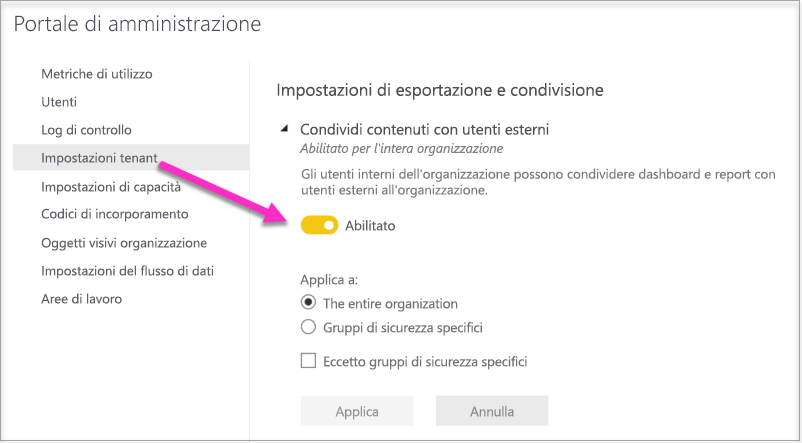 Portale di amministrazione
Metriche di utilizzo
Utenti
Log di controllo
Impostazioni tenant
Impostazioni di capacità
Codici di incorporamento
Oggetti visivi organizzazione
Impostazioni del flusso di dati
Aree di lavoro
Impostazioni di esportazione e condivisione
Condividi contenuti con utenti esterni
Abilitato per l'intera organizzazione
Gli utenti interni dell'organizzazione possono condividere dashboard e report con
utenti esterni all'organizzazione.
Abilitato
Applica a:
The entire organization
Gruppi di sicurezza specifici
Eccetto gruppi di sicurezza specifici
Applica
Annulla